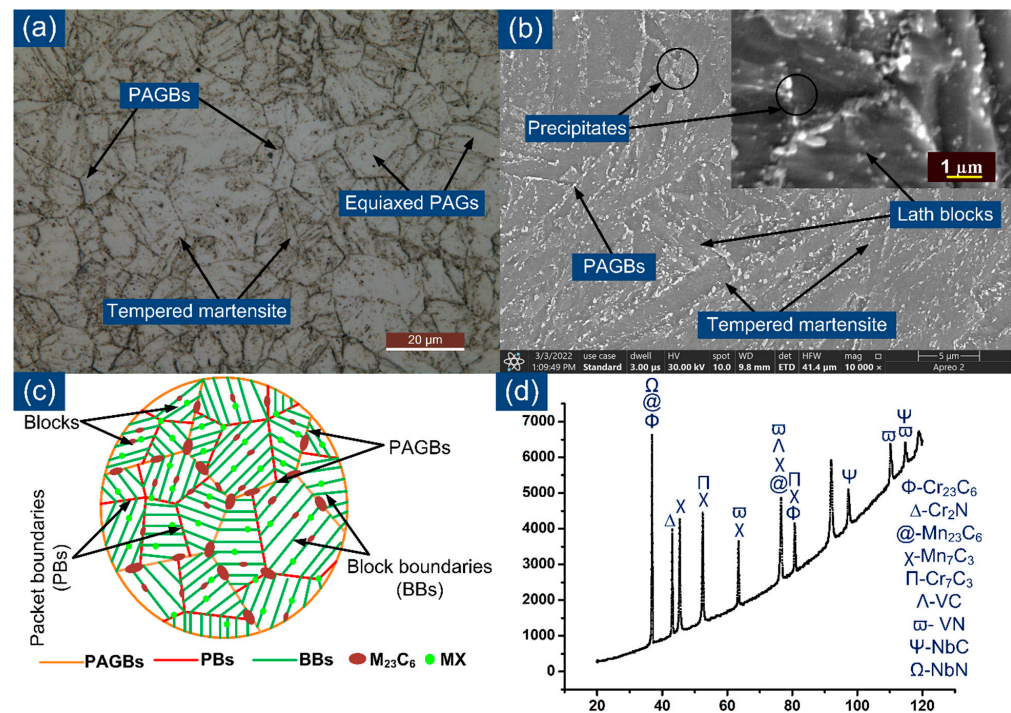 (a)
PAGBs
Equiaxed PAGs
Tempered martensite
20 μm
(b)
Precipitates
1 μm
Lath blocks
PAGBs
Tempered martensite
3/3/2022 use case dwell HV spot WD det HFW mag □ 5 μm
1:09:49 PM Standard 3.00 μs 30.00 kV 10.0 9.8 mm ETD 41.4 μm 10 000 × Apreo 2
(c)
Blocks
PAGBs
Packet boundaries
(PBs)
Block boundaries
(BBs)
PAGBs PBs BBs M₂₃C₆ MX
(d)
Ω
@
Φ
Δ
χ
Π
χ
ϖ
χ
ϖ
Λ
χ
@
Π
χ
Φ
Ψ
ϖ
Ψ
ϖ
Φ-Cr₂₃C₆
Δ-Cr₂N
@-Mn₂₃C₆
χ-Mn₇C₃
Π-Cr₇C₃
Λ-VC
ϖ- VN
Ψ-NbC
Ω-NbN
7000
6000
5000
4000
3000
2000
1000
0
20 40 60 80 100 120